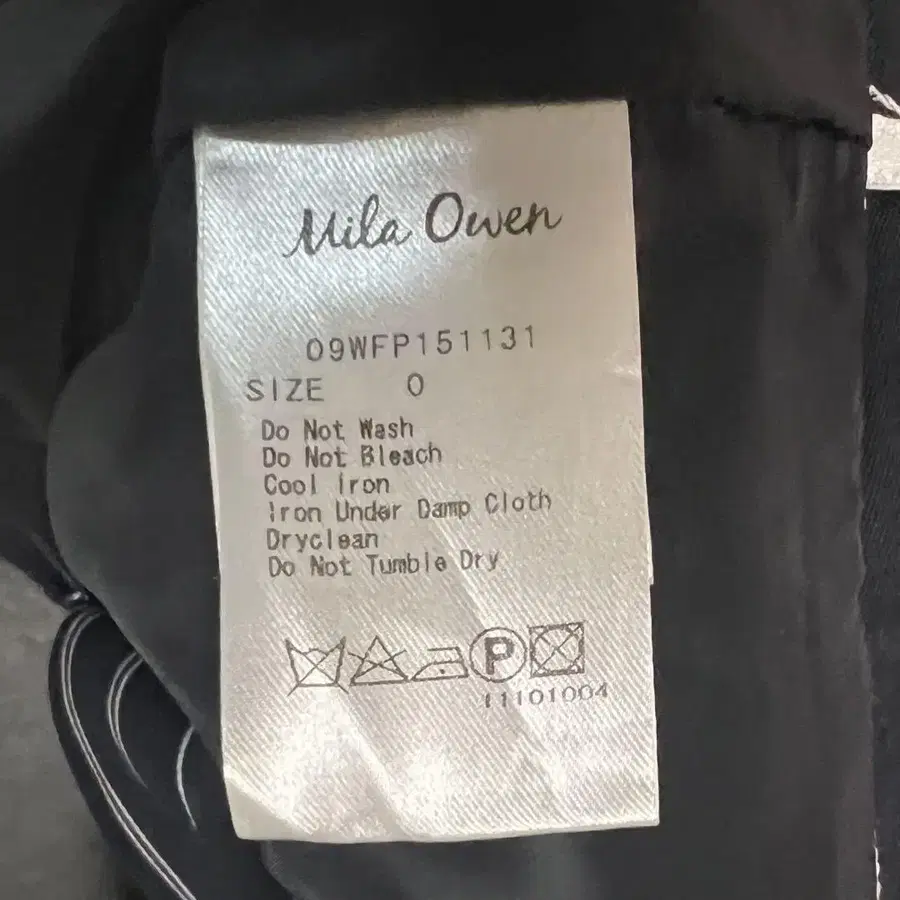 Mila Owen
09WFP151131
SIZE 0
Do Not Wash
Do Not Bleach
Cool Iron
Iron Under Damp Cloth
Dryclean
Do Not Tumble Dry
P
11101004